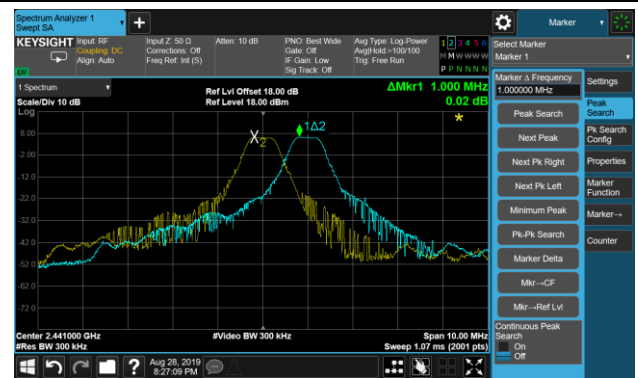 Spectrum Analyzer 1
Swept SA
+
Marker
KEYSIGHT
Input: RF
Coupling: DC
Align: Auto
Input Z: 50 Ω
Corrections: Off
Freq Ref: Int (S)
Atten: 10 dB
PNO: Best Wide
Gate: Off
IF Gain: Low
Sig Track: Off
Avg Type: Log-Power
Avg|Hold:>100/100
Trig: Free Run
1 2 3 4 5 6
M M W W W W
P P N N N N
LW
Select Marker
Marker 1
1 Spectrum
Scale/Div 10 dB
Log
Ref Lvl Offset 18.00 dB
Ref Level 18.00 dBm
ΔMkr1 1.000 MHz
0.02 dB
8.00
-2.00
-12.0
-22.0
-32.0
-42.0
-52.0
-62.0
-72.0
X2
1Δ2
*
Center 2.441000 GHz
#Res BW 300 kHz
#Video BW 300 kHz
Span 10.00 MHz
Sweep 1.07 ms (2001 pts)
Marker Δ Frequency
1.000000 MHz
Peak Search
Next Peak
Next Pk Right
Next Pk Left
Minimum Peak
Pk-Pk Search
Marker Delta
Mkr→CF
Mkr→Ref Lvl
Continuous Peak
Search
On
Off
Settings
Peak
Search
Pk Search
Config
Properties
Marker
Function
Marker→
Counter
?
Aug 28, 2019
8:27:09 PM